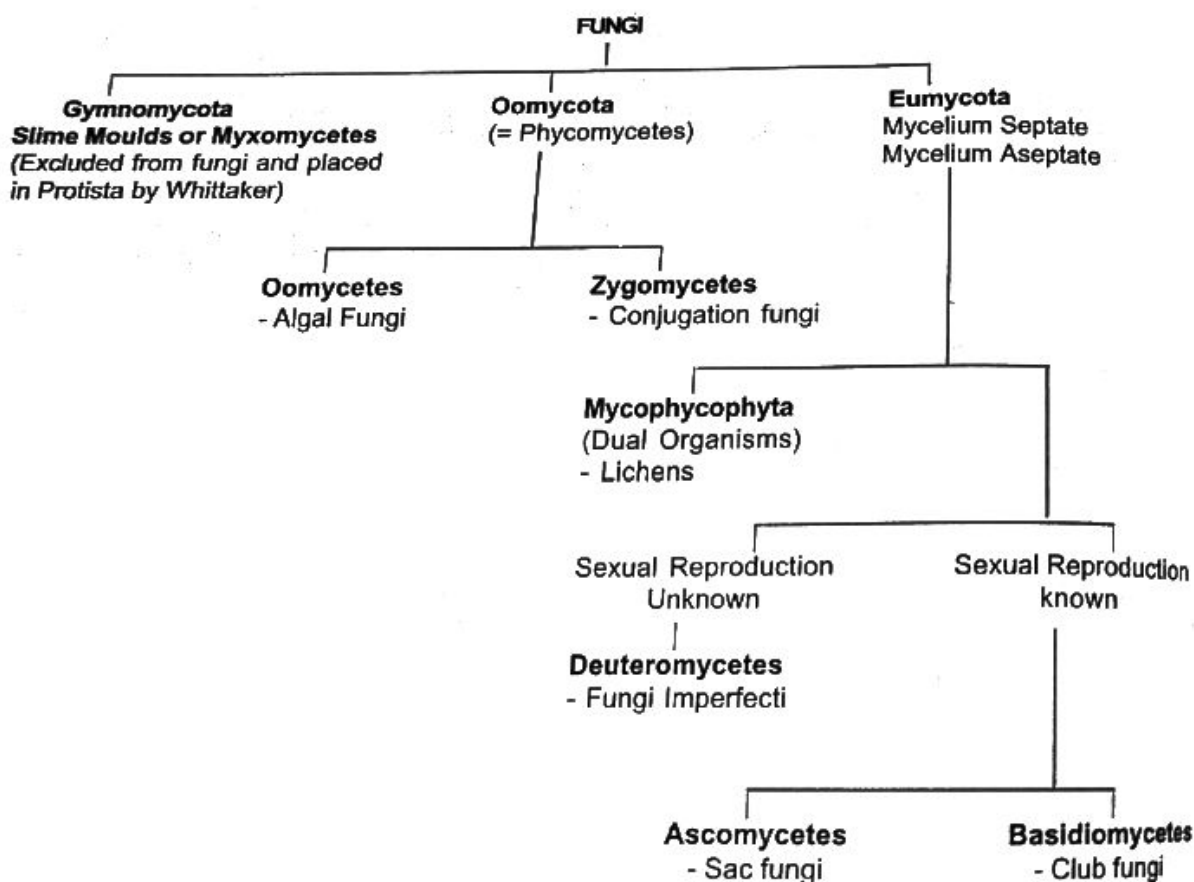 FUNGI
Gymnomycota
Slime Moulds or Myxomycetes
(Excluded from fungi and placed
in Protista by Whittaker)
Oomycota
(= Phycomycetes)
Eumycota
Mycelium Septate
Mycelium Aseptate
Oomycetes
- Algal Fungi
Zygomycetes
- Conjugation fungi
Mycophycophyta
(Dual Organisms)
- Lichens
Sexual Reproduction
Unknown
Sexual Reproduction
known
Deuteromycetes
- Fungi Imperfecti
Ascomycetes
- Sac fungi
Basidiomycetes
- Club fungi